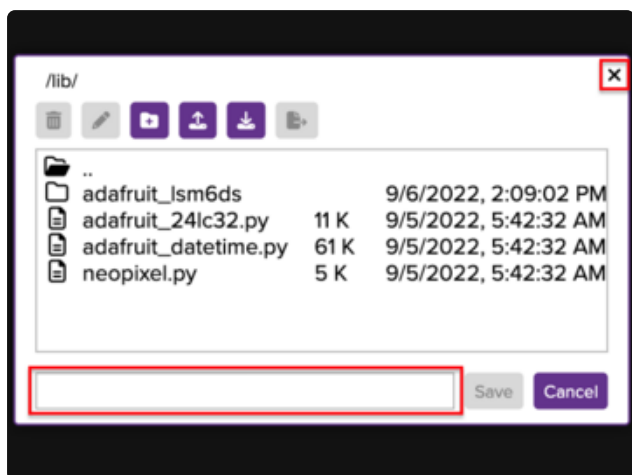 /lib/
..
adafruit_lsm6ds 9/6/2022, 2:09:02 PM
adafruit_24lc32.py 11 K 9/5/2022, 5:42:32 AM
adafruit_datetime.py 61 K 9/5/2022, 5:42:32 AM
neopixel.py 5 K 9/5/2022, 5:42:32 AM
Save Cancel